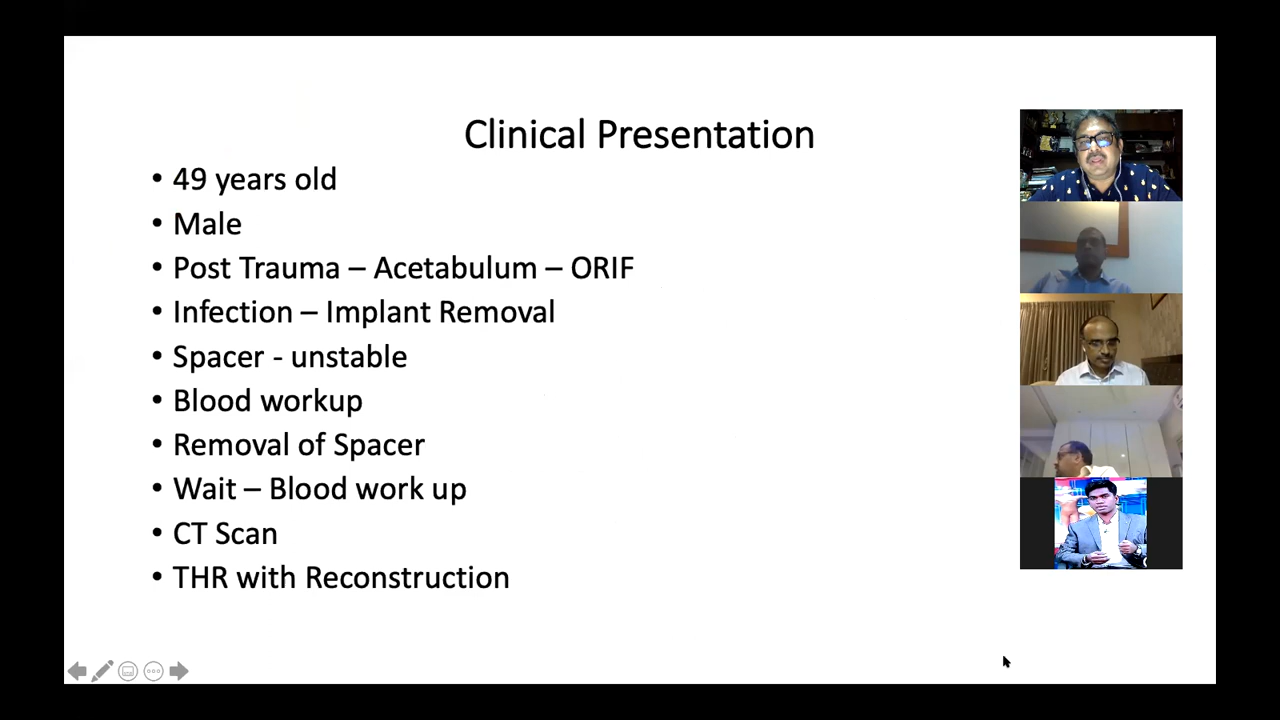 Clinical Presentation
• 49 years old
• Male
• Post Trauma – Acetabulum – ORIF
• Infection – Implant Removal
• Spacer - unstable
• Blood workup
• Removal of Spacer
• Wait – Blood work up
• CT Scan
• THR with Reconstruction